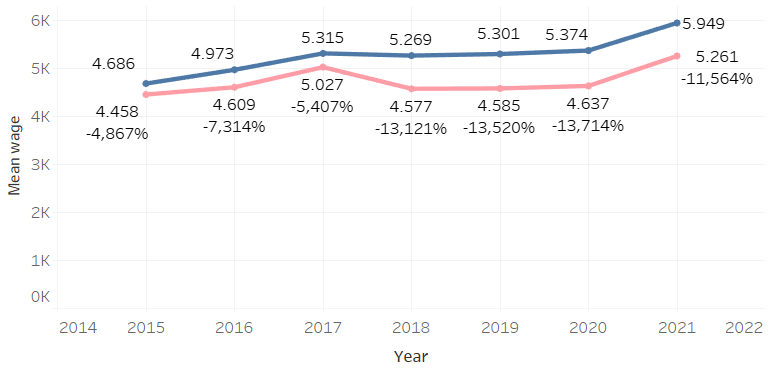 6K
5K
4K
3K
2K
1K
0K
Mean wage
4.686
4.973
5.315
5.269
5.301
5.374
5.949
4.458
-4,867%
4.609
-7,314%
5.027
-5,407%
4.577
-13,121%
4.585
-13,520%
4.637
-13,714%
5.261
-11,564%
2014 2015 2016 2017 2018 2019 2020 2021 2022
Year